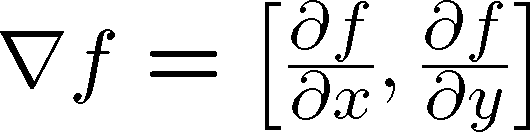 ∇f = [∂f/∂x, ∂f/∂y]